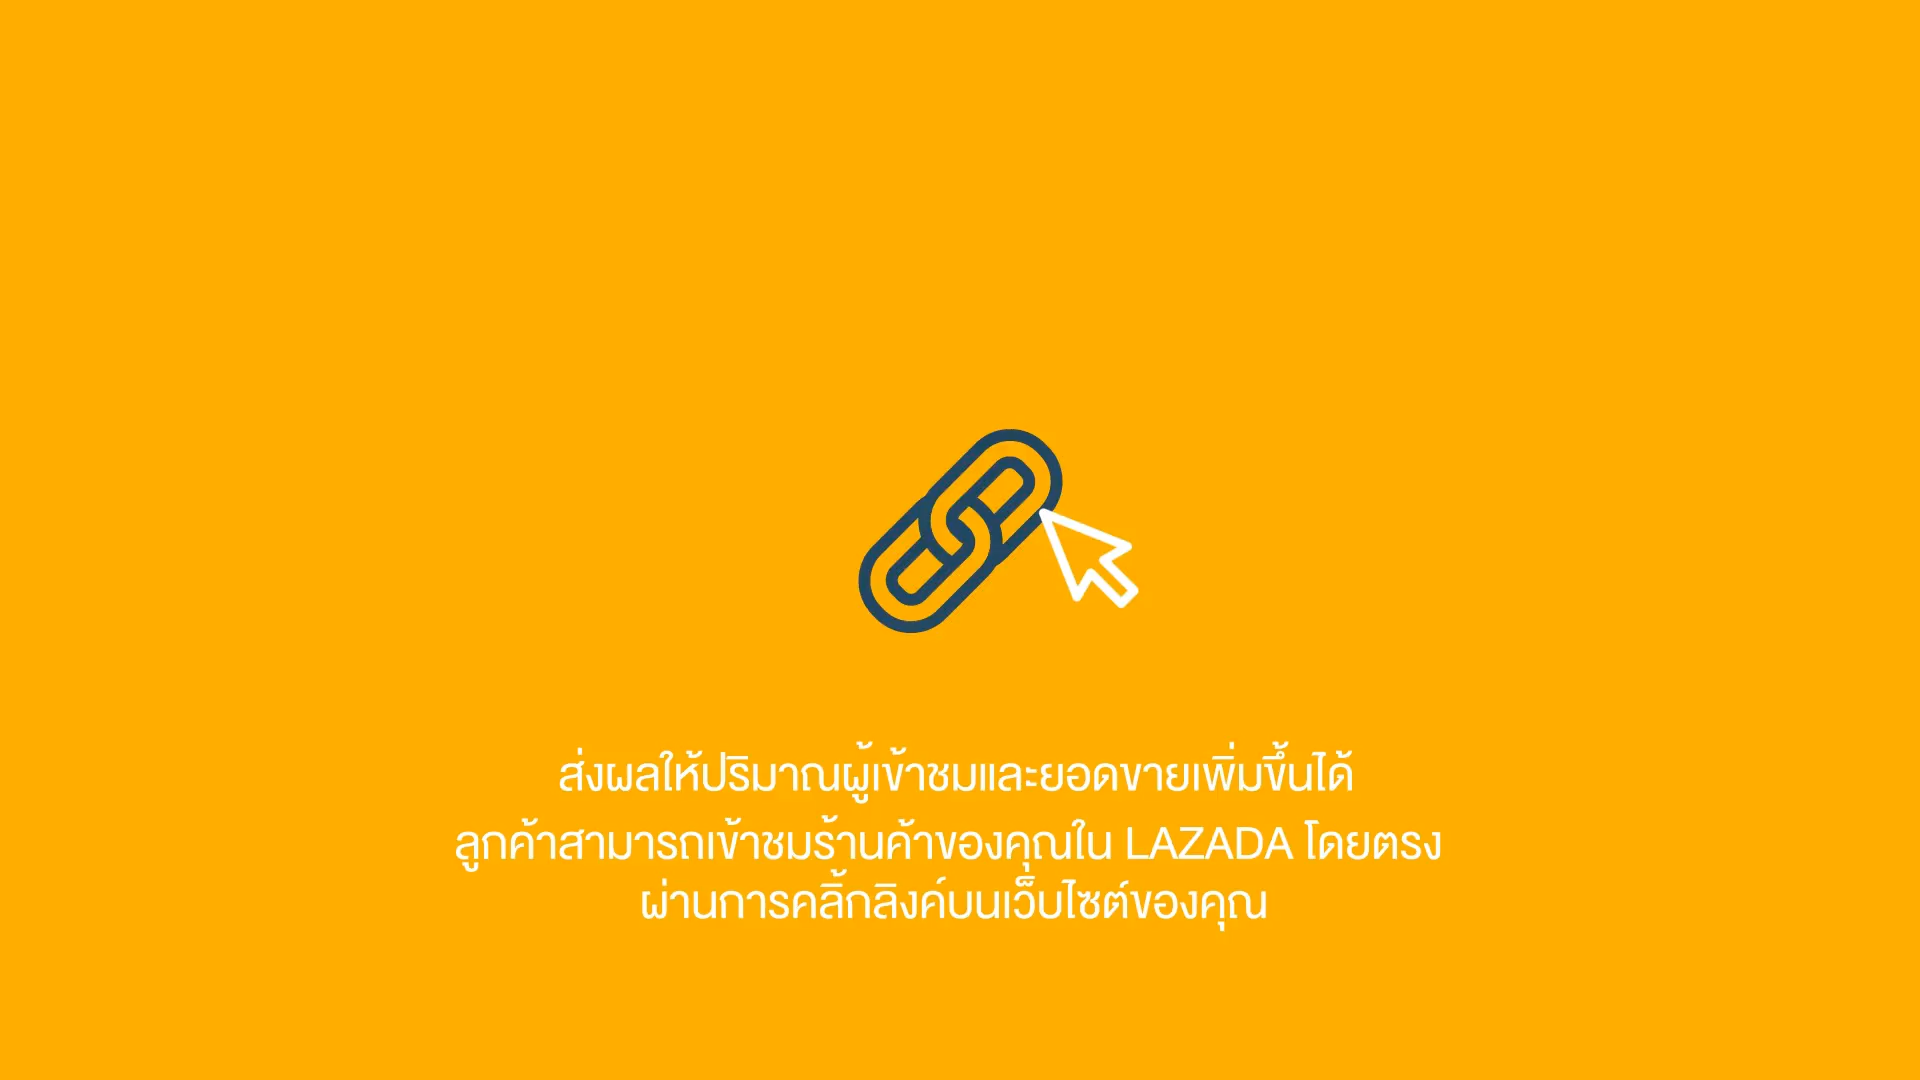 ส่งผลให้ปริมาณผู้เข้าชมและยอดขายเพิ่มขึ้นได้
ลูกค้าสามารถเข้าชมร้านค้าของคุณใน LAZADA โดยตรง
ผ่านการคลิ้กลิงค์บนเว็บไซต์ของคุณ